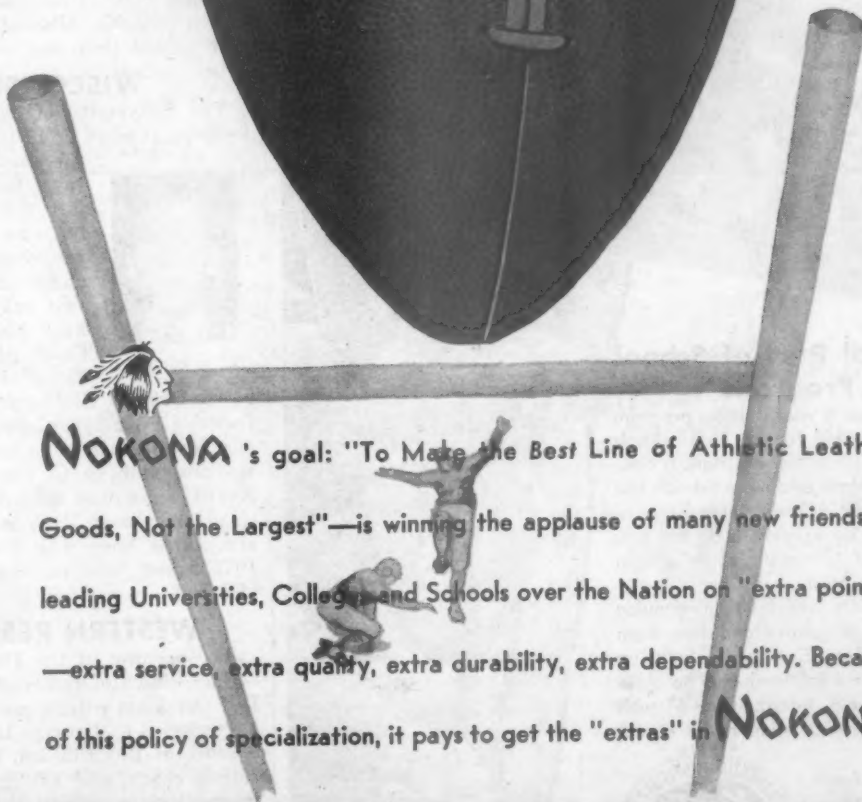 NOKONA 's goal: "To Make the Best Line of Athletic Leath
Goods, Not the Largest"—is winning the applause of many new friends
leading Universities, Colleges and Schools over the Nation on "extra poin
—extra service, extra quality, extra durability, extra dependability. Beca
of this policy of specialization, it pays to get the "extras" in NOKON